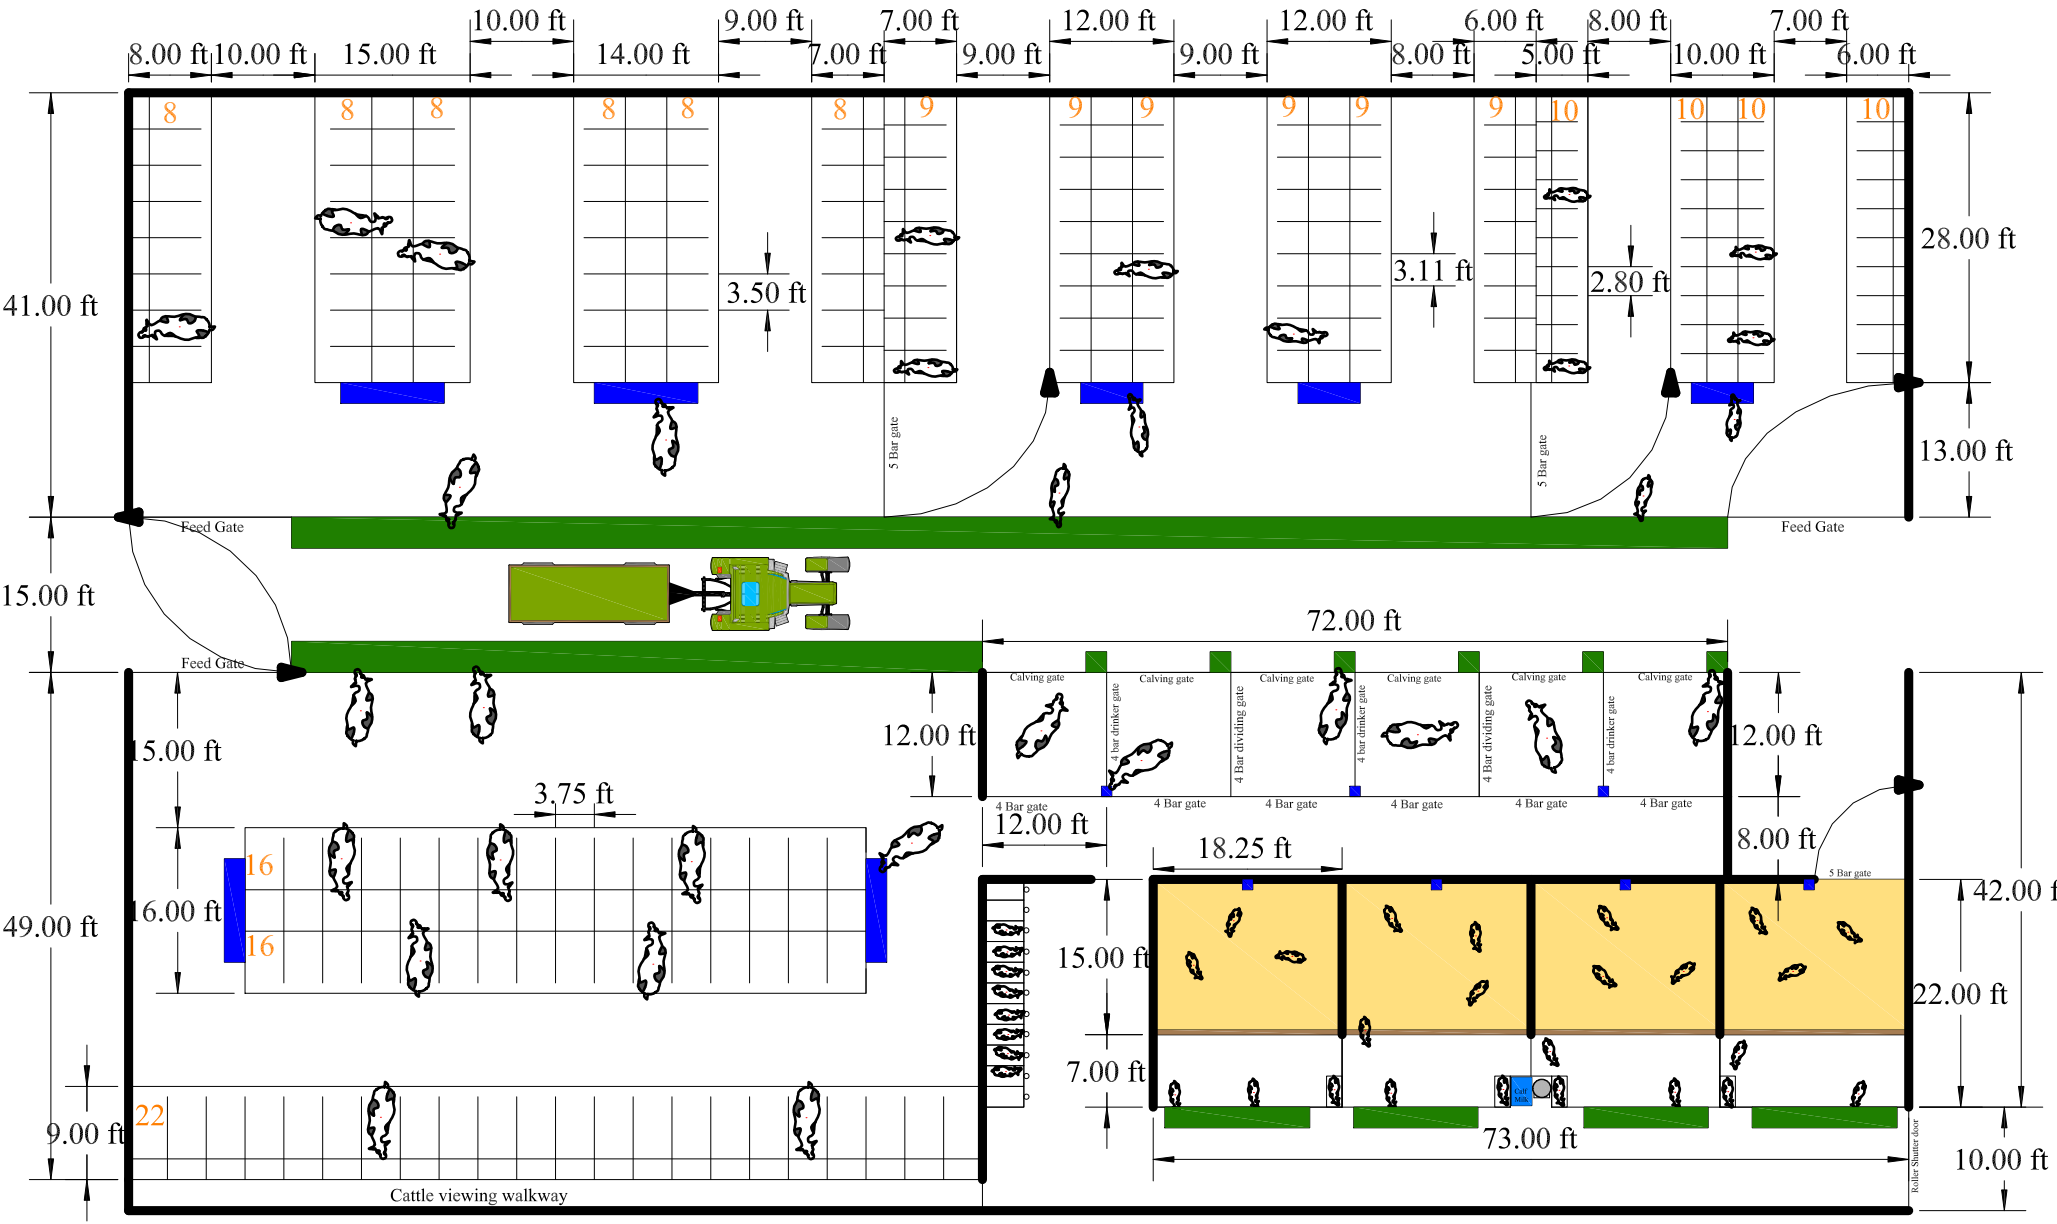 10.00 ft 9.00 ft 7.00 ft 12.00 ft 12.00 ft 6.00 ft 8.00 ft 7.00 ft
8.00 ft 10.00 ft 15.00 ft 14.00 ft 7.00 ft 9.00 ft 9.00 ft 8.00 ft 5.00 ft 10.00 ft 6.00 ft
8 8 8 8 8 8 9 9 9 9 9 9 10 10 10 10
28.00 ft
3.11 ft
2.80 ft
3.50 ft
41.00 ft
5 Bar gate
5 Bar gate
13.00 ft
Feed Gate
Feed Gate
15.00 ft
72.00 ft
Feed Gate
Calving gate Calving gate Calving gate Calving gate Calving gate Calving gate
4 bar drinker gate
4 Bar dividing gate
4 bar drinker gate
4 Bar dividing gate
4 bar drinker gate
15.00 ft
12.00 ft
12.00 ft
3.75 ft
4 Bar gate 4 Bar gate 4 Bar gate 4 Bar gate 4 Bar gate 4 Bar gate
12.00 ft
8.00 ft
18.25 ft
16
5 Bar gate
42.00 f
16.00 ft
49.00 ft
16
15.00 ft
22.00 ft
7.00 ft
Calf
Milk
22
9.00 ft
73.00 ft
Roller Shutter door
10.00 ft
Cattle viewing walkway